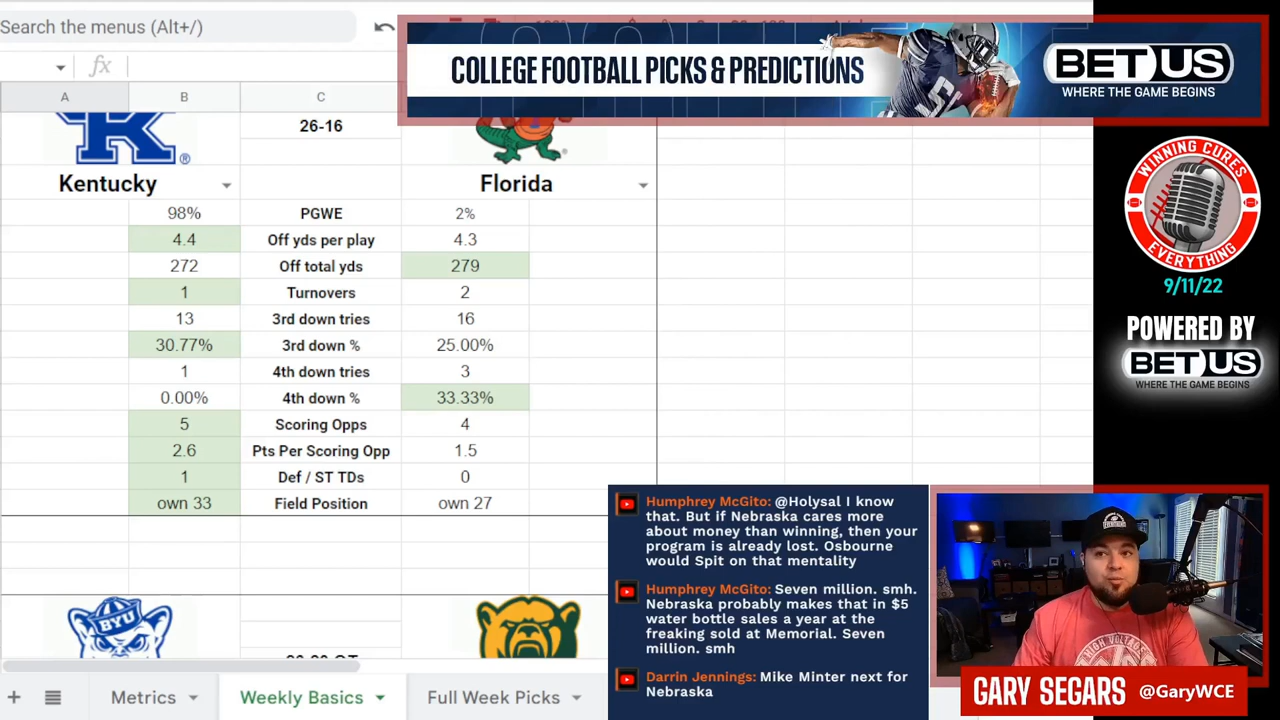 Search the menus (Alt+/)
fx
A
B
C
COLLEGE FOOTBALL PICKS & PREDICTIONS
BETUS
WHERE THE GAME BEGINS
26-16
Kentucky
Florida
98% PGWE 2%
4.4 Off yds per play 4.3
272 Off total yds 279
1 Turnovers 2
13 3rd down tries 16
30.77% 3rd down % 25.00%
1 4th down tries 3
0.00% 4th down % 33.33%
5 Scoring Opps 4
2.6 Pts Per Scoring Opp 1.5
1 Def / ST TDs 0
own 33 Field Position own 27
BYU
WINNING CURES
EVERYTHING
9/11/22
POWERED BY
BETUS
WHERE THE GAME BEGINS
Humphrey McGito: @Holysal I know
that. But if Nebraska cares more
about money than winning, then your
program is already lost. Osbourne
would Spit on that mentality
Humphrey McGito: Seven million. smh.
Nebraska probably makes that in $5
water bottle sales a year at the
freaking sold at Memorial. Seven
million. smh
Darrin Jennings: Mike Minter next for
Nebraska
HIGH VOLTAGE
GARY SEGARS @GaryWCE
+
Metrics
Weekly Basics
Full Week Picks